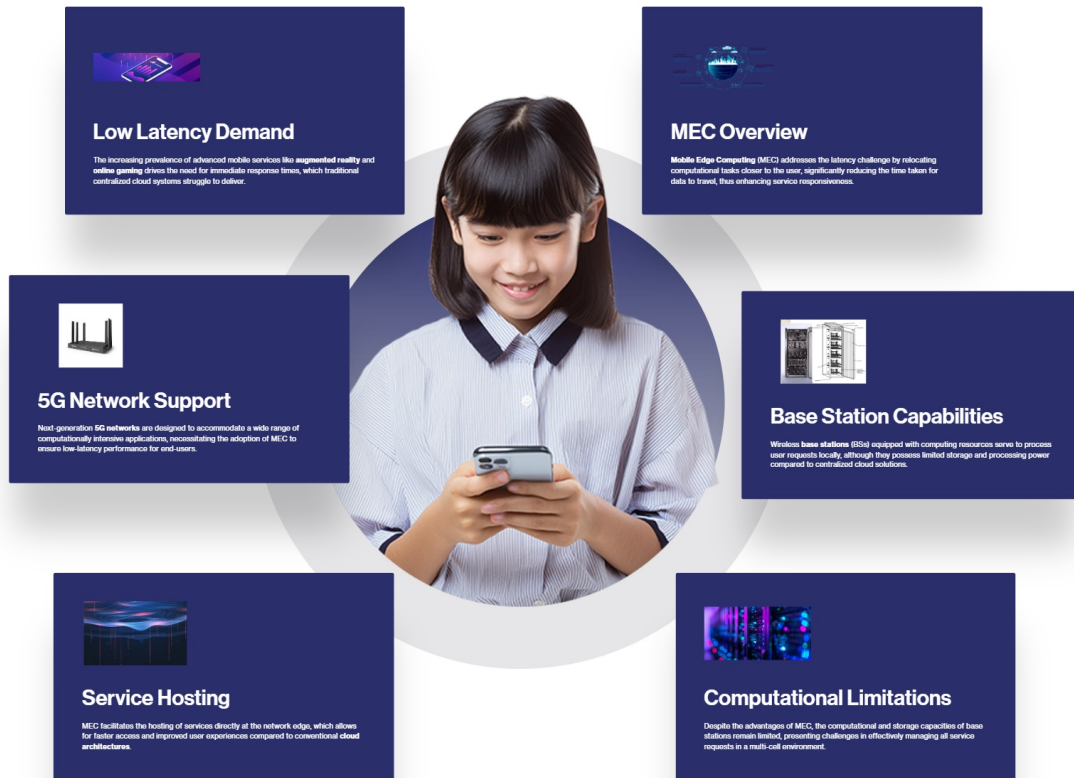 Low Latency Demand
The increasing prevalence of advanced mobile services like augmented reality and
online gaming drives the need for immediate response times, which traditional
centralized cloud systems struggle to deliver.
MEC Overview
Mobile Edge Computing (MEC) addresses the latency challenge by relocating
computational tasks closer to the user, significantly reducing the time taken for
data to travel, thus enhancing service responsiveness.
5G Network Support
Next-generation 5G networks are designed to accommodate a wide range of
computationally intensive applications, necessitating the adoption of MEC to
ensure low-latency performance for end-users.
Base Station Capabilities
Wireless base stations (BSs) equipped with computing resources serve to process
user requests locally, although they possess limited storage and processing power
compared to centralized cloud solutions.
Service Hosting
MEC facilitates the hosting of services directly at the network edge, which allows
for faster access and improved user experiences compared to conventional cloud
architectures.
Computational Limitations
Despite the advantages of MEC, the computational and storage capacities of base
stations remain limited, presenting challenges in effectively managing all service
requests in a multi-cell environment.